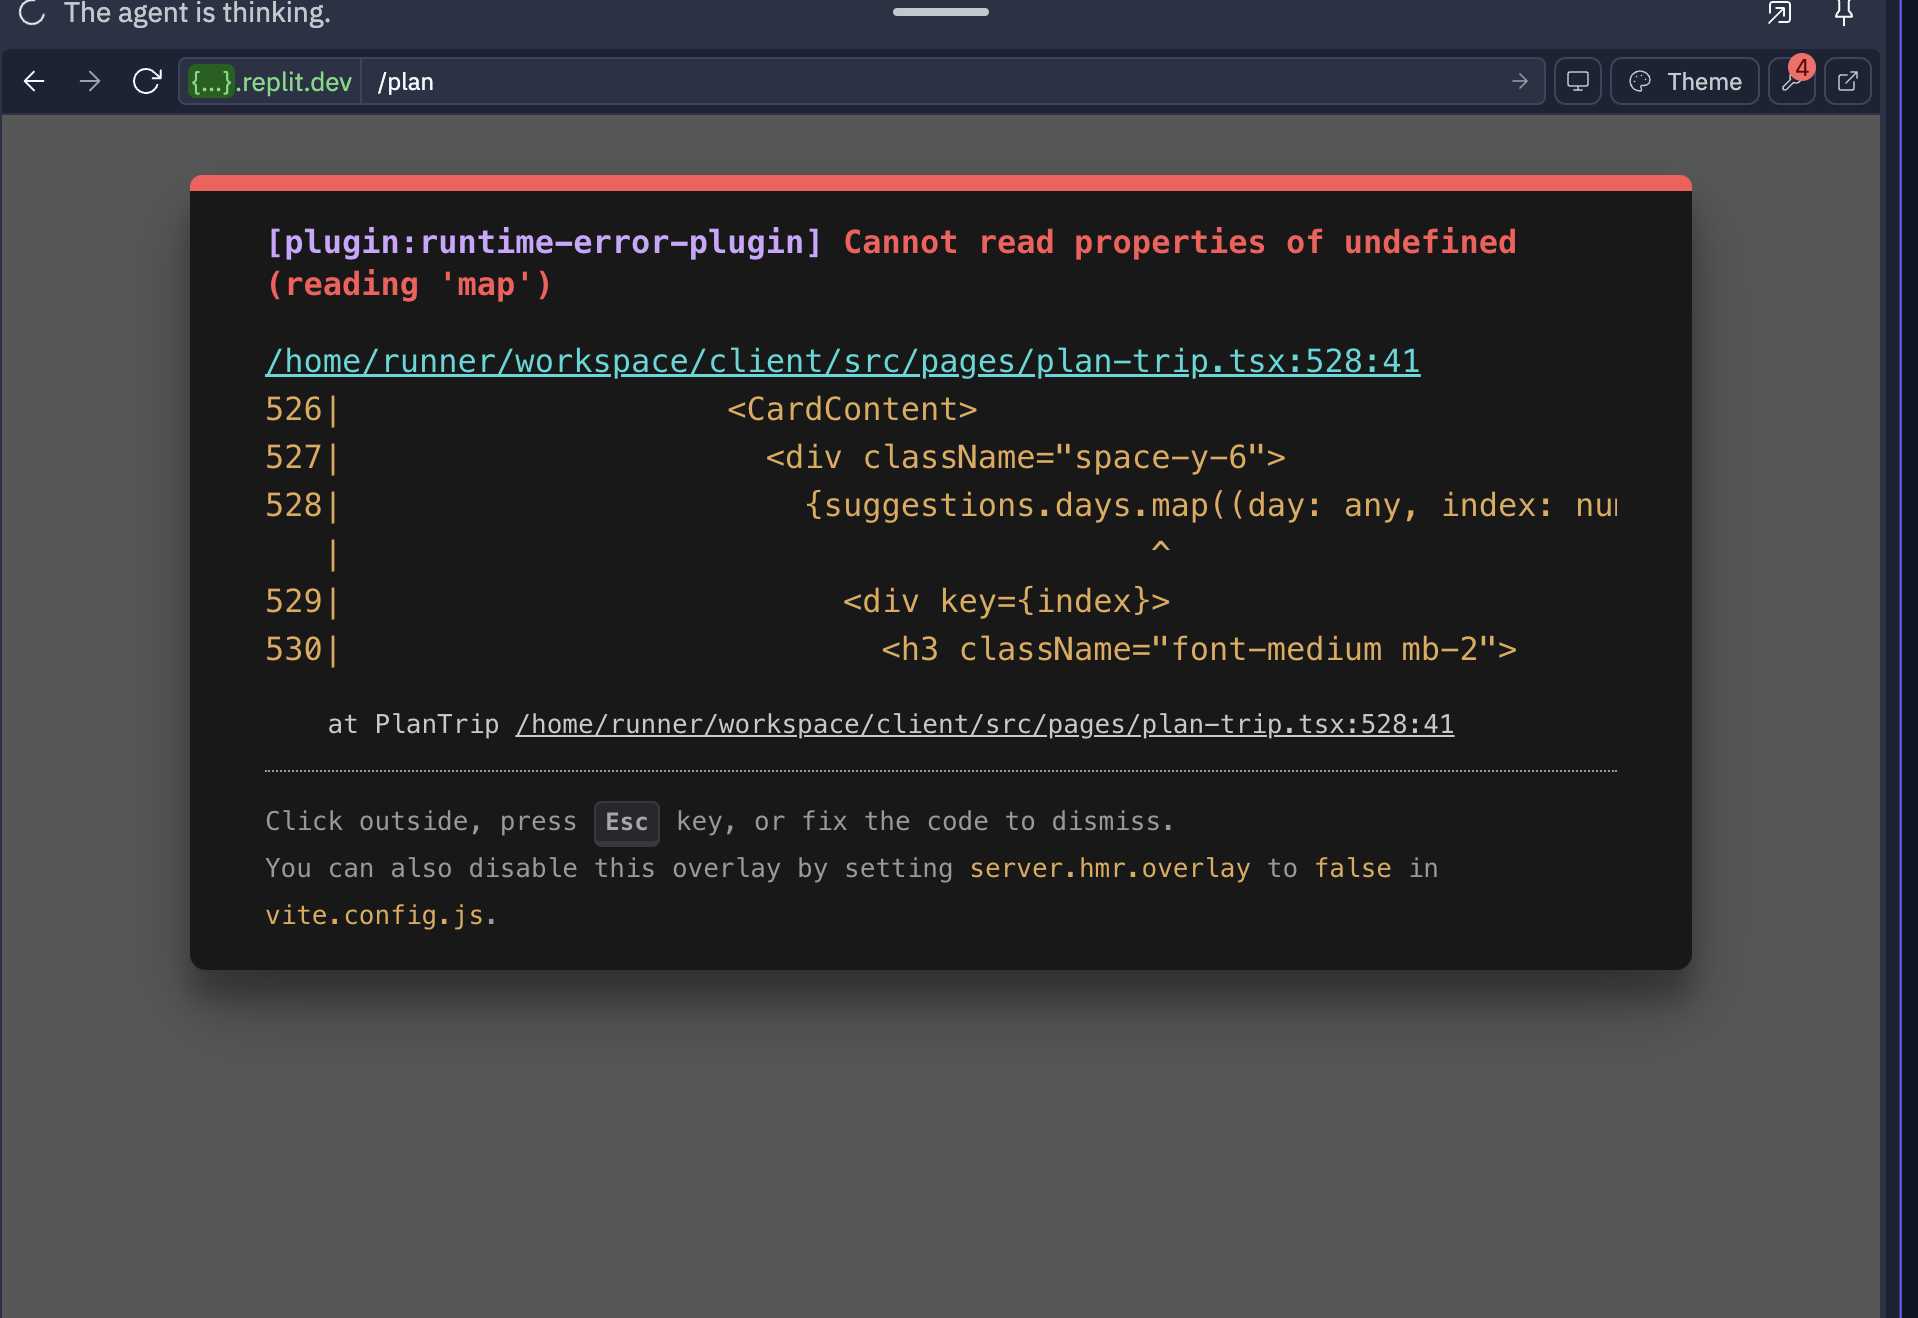 The agent is thinking.
{...}.replit.dev /plan
Theme
4
[plugin:runtime-error-plugin] Cannot read properties of undefined
(reading 'map')
/home/runner/workspace/client/src/pages/plan-trip.tsx:528:41
526| <CardContent>
527| <div className="space-y-6">
528| {suggestions.days.map((day: any, index:
| ^
529| <div key={index}>
530| <h3 className="font-medium mb-2">
at PlanTrip /home/runner/workspace/client/src/pages/plan-trip.tsx:528:41
Click outside, press Esc key, or fix the code to dismiss.
You can also disable this overlay by setting server.hmr.overlay to false in
vite.config.js.